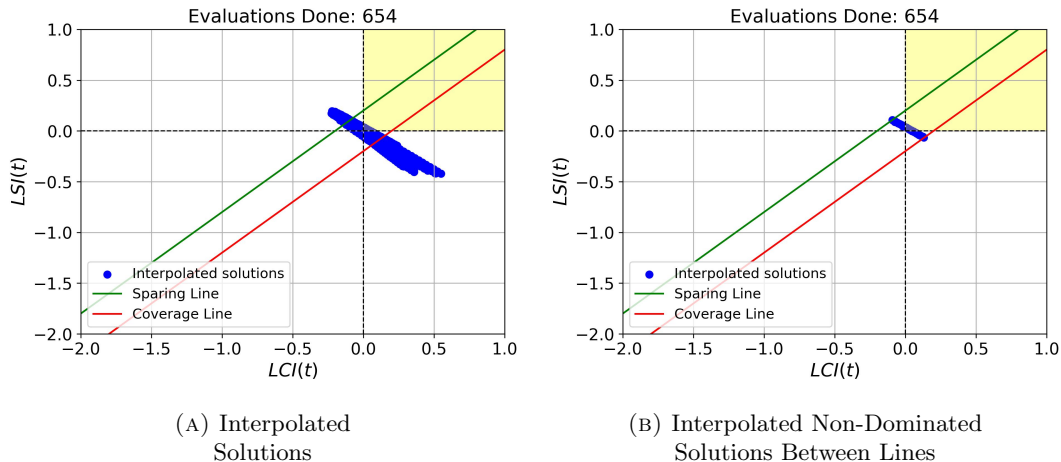 Evaluations Done: 654
1.0
0.5
0.0
−0.5
−1.0
−1.5
−2.0
LSI(t)
Interpolated solutions
Sparing Line
Coverage Line
−2.0 −1.5 −1.0 −0.5 0.0 0.5 1.0
LCI(t)
(A) Interpolated
Solutions
Evaluations Done: 654
1.0
0.5
0.0
−0.5
−1.0
−1.5
−2.0
LSI(t)
Interpolated solutions
Sparing Line
Coverage Line
−2.0 −1.5 −1.0 −0.5 0.0 0.5 1.0
LCI(t)
(B) Interpolated Non-Dominated
Solutions Between Lines